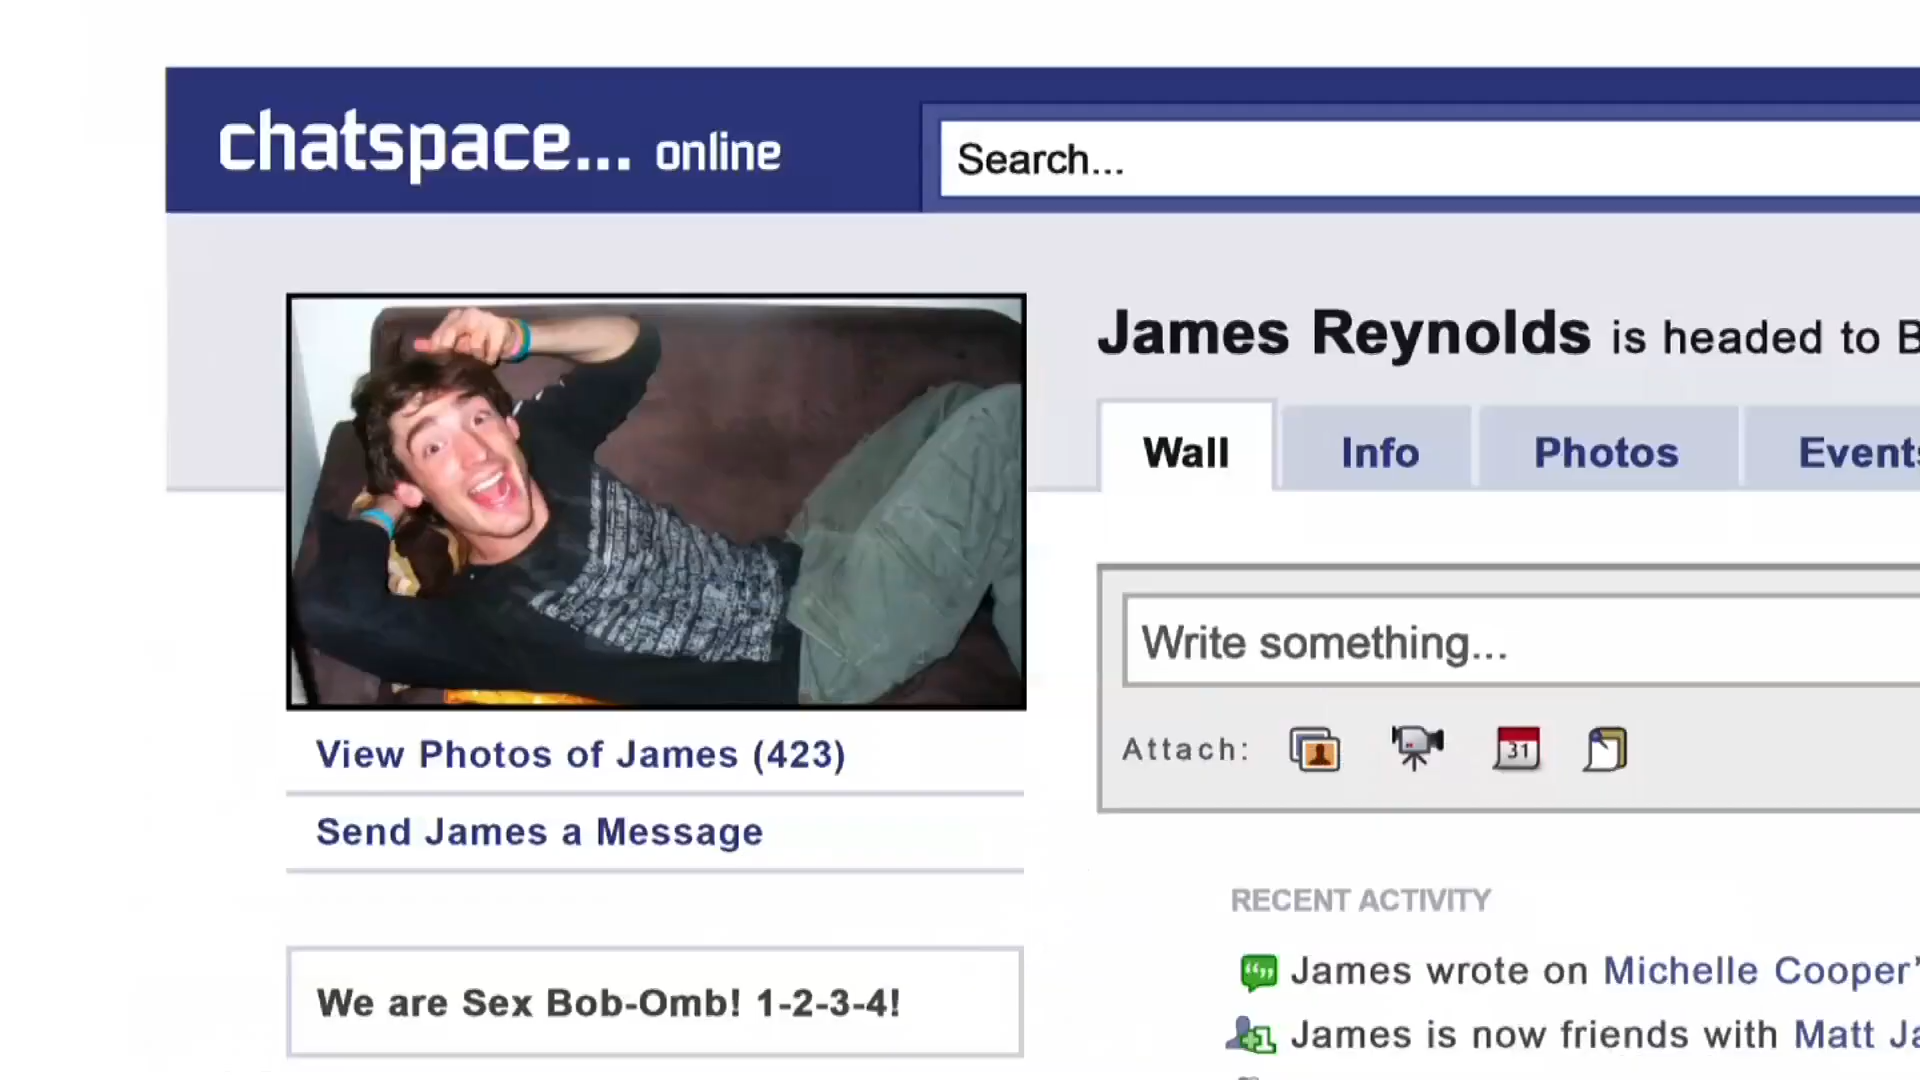 chatspace... online
Search...
James Reynolds is headed to B
Wall Info Photos Events
Write something...
Attach:
31
View Photos of James (423)
Send James a Message
We are Sex Bob-Omb! 1-2-3-4!
RECENT ACTIVITY
James wrote on Michelle Cooper'
James is now friends with Matt Ja